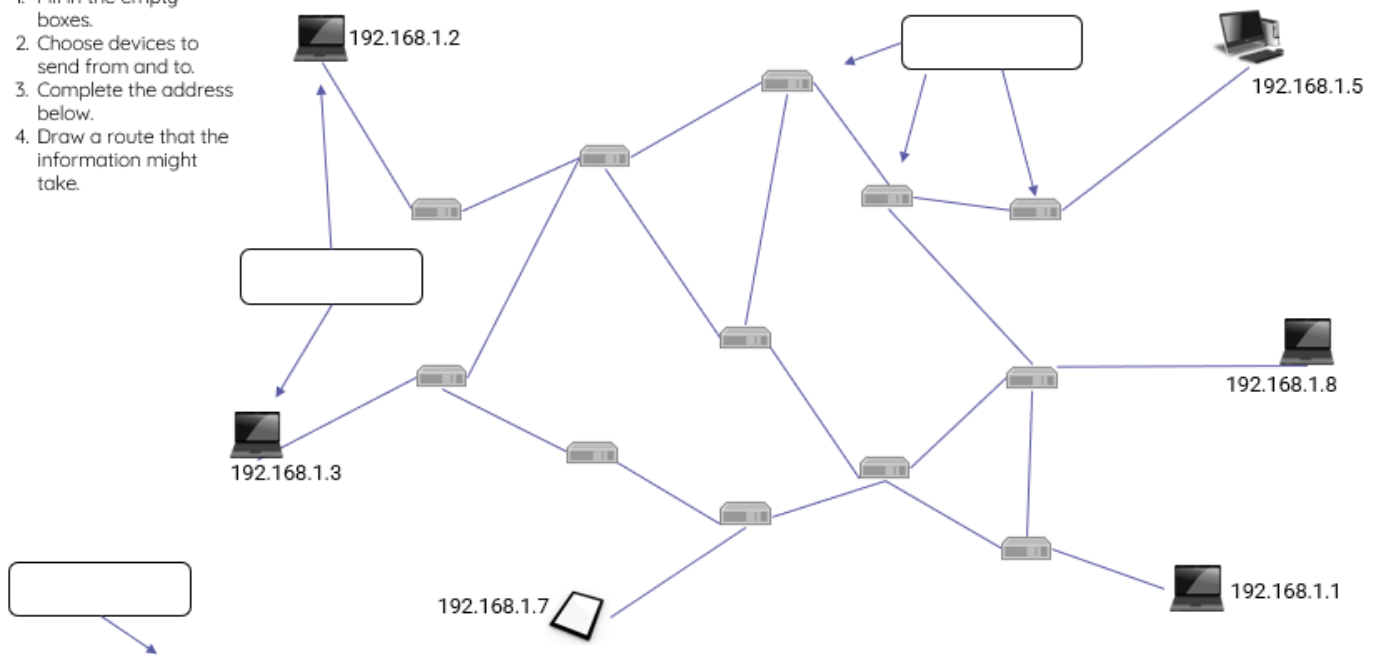 boxes.
2. Choose devices to
send from and to.
3. Complete the address
below.
4. Draw a route that the
information might
take.
192.168.1.2
192.168.1.5
192.168.1.8
192.168.1.3
192.168.1.7
192.168.1.1